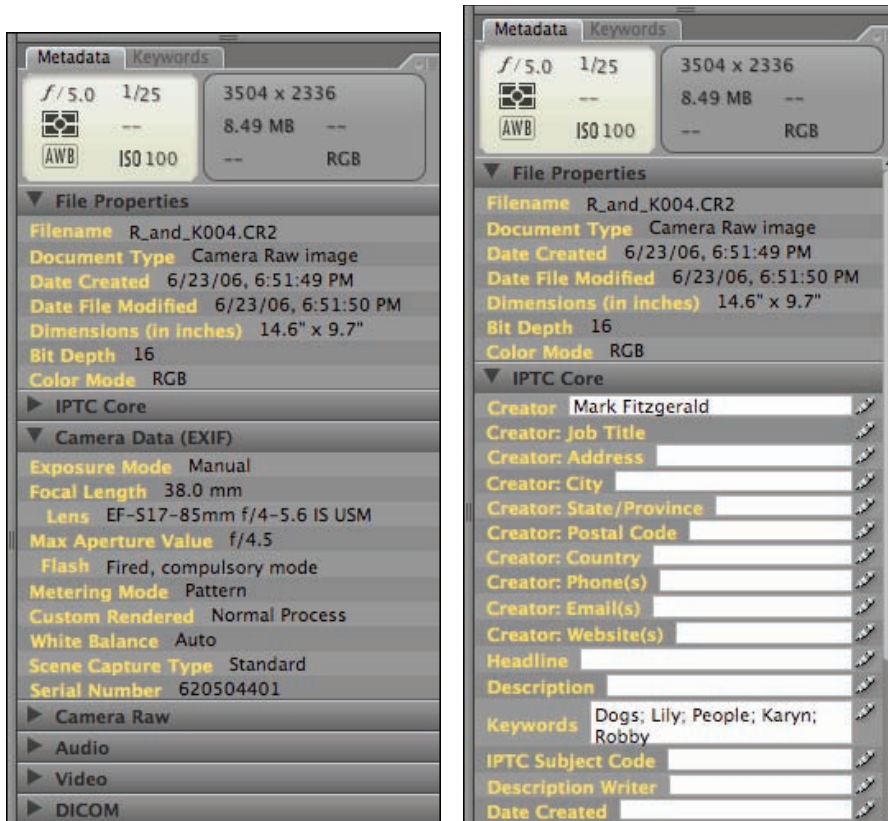 Metadata Keywords
f/5.0 1/25
3504 x 2336
--
8.49 MB --
AWB ISO 100
-- RGB
File Properties
Filename R_and_K004.CR2
Document Type Camera Raw image
Date Created 6/23/06, 6:51:49 PM
Date File Modified 6/23/06, 6:51:50 PM
Dimensions (in inches) 14.6" x 9.7"
Bit Depth 16
Color Mode RGB
IPTC Core
Camera Data (EXIF)
Exposure Mode Manual
Focal Length 38.0 mm
Lens EF-S17-85mm f/4-5.6 IS USM
Max Aperture Value f/4.5
Flash Fired, compulsory mode
Metering Mode Pattern
Custom Rendered Normal Process
White Balance Auto
Scene Capture Type Standard
Serial Number 620504401
Camera Raw
Audio
Video
DICOM
Metadata Keywords
f/5.0 1/25
3504 x 2336
--
8.49 MB --
AWB ISO 100
-- RGB
File Properties
Filename R_and_K004.CR2
Document Type Camera Raw image
Date Created 6/23/06, 6:51:49 PM
Date File Modified 6/23/06, 6:51:50 PM
Dimensions (in inches) 14.6" x 9.7"
Bit Depth 16
Color Mode RGB
IPTC Core
Creator Mark Fitzgerald
Creator: Job Title
Creator: Address
Creator: City
Creator: State/Province
Creator: Postal Code
Creator: Country
Creator: Phone(s)
Creator: Email(s)
Creator: Website(s)
Headline
Description
Keywords Dogs; Lily; People; Karyn;
Robby
IPTC Subject Code
Description Writer
Date Created